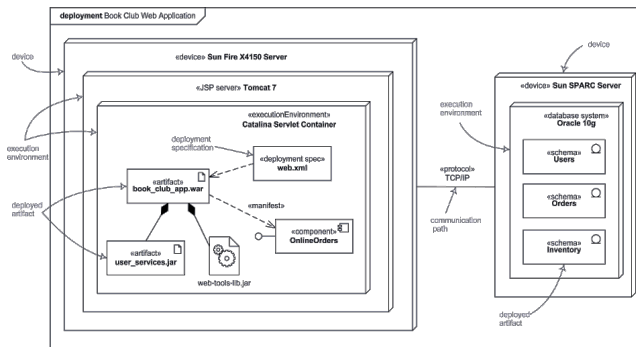 deployment Book Club Web Application
device
«device» Sun Fire X4150 Server
device
«JSP server» Tomcat 7
«device» Sun SPARC Server
execution
environment
«executionEnvironment»
Catalina Servlet Container
execution
environment
«database system»
Oracle 10g
deployment
specification
«deployment spec»
web.xml
«schema»
Users
«protocol»
TCP/IP
«artifact»
book_club_app.war
«schema»
Orders
deployed
artifact
«manifest»
communication
path
«component»
OnlineOrders
«schema»
Inventory
«artifact»
user_services.jar
web-tools-lib.jar
deployed
artifact